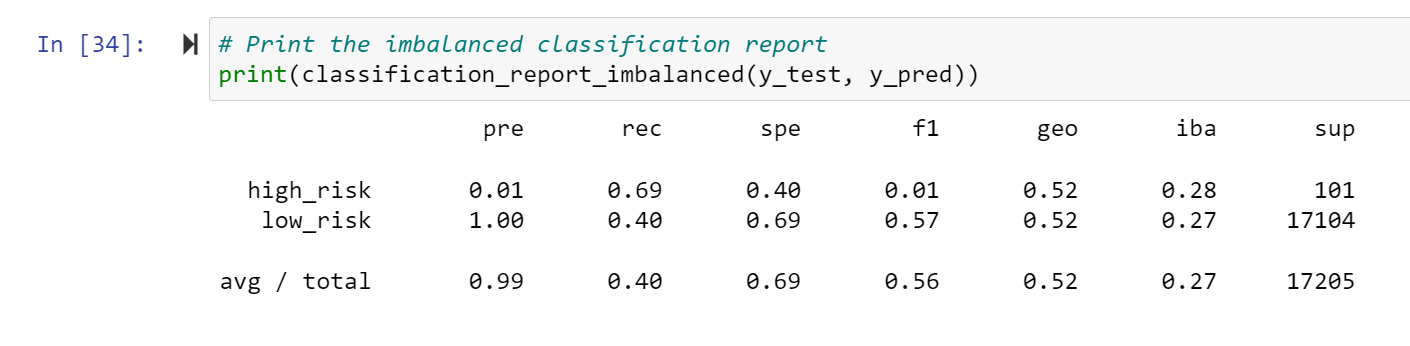 In [34]: # Print the imbalanced classification report
print(classification_report_imbalanced(y_test, y_pred))
pre rec spe f1 geo iba sup
high_risk 0.01 0.69 0.40 0.01 0.52 0.28 101
low_risk 1.00 0.40 0.69 0.57 0.52 0.27 17104
avg / total 0.99 0.40 0.69 0.56 0.52 0.27 17205